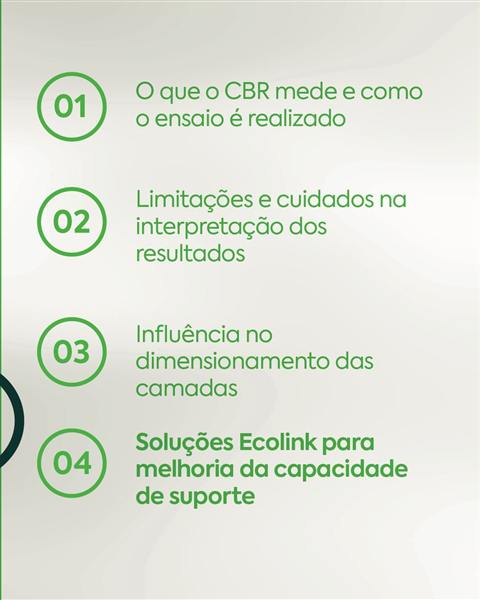 01
O que o CBR mede e como
o ensaio é realizado
02
Limitações e cuidados na
interpretação dos
resultados
03
Influência no
dimensionamento das
camadas
04
Soluções Ecolink para
melhoria da capacidade
de suporte